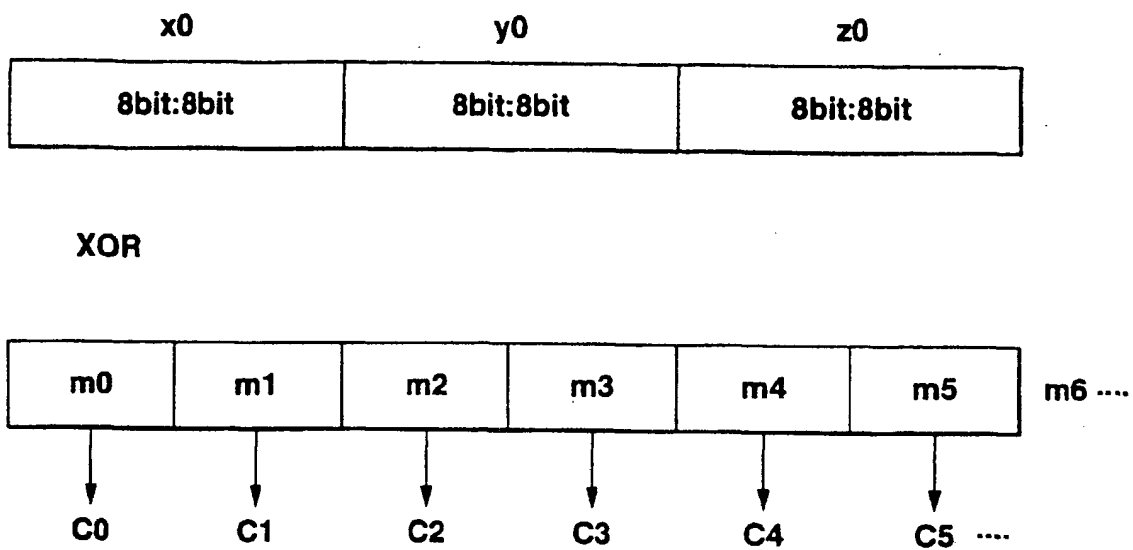 x0 y0 z0
8bit:8bit 8bit:8bit 8bit:8bit
XOR
m0 m1 m2 m3 m4 m5 m6 ....
C0 C1 C2 C3 C4 C5 ....